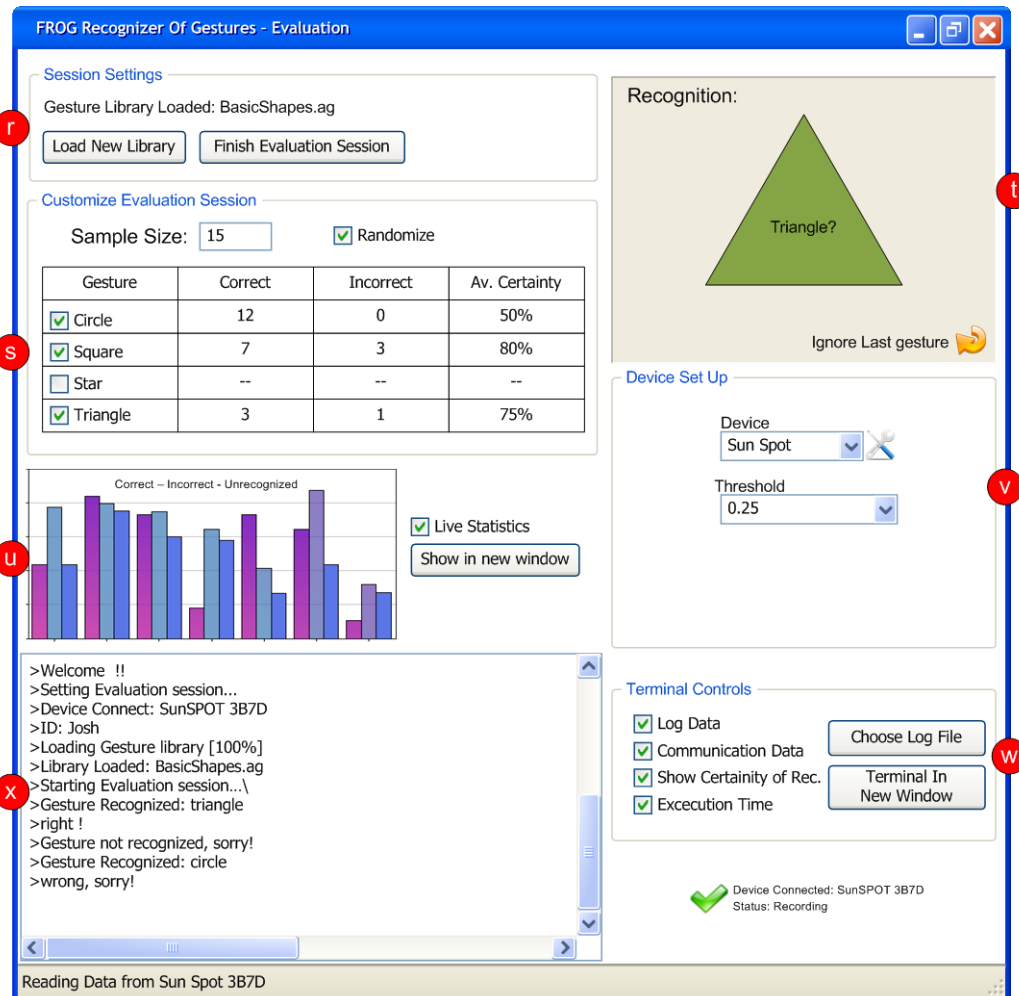 FROG Recognizer Of Gestures - Evaluation
Session Settings
Gesture Library Loaded: BasicShapes.ag
r
Load New Library
Finish Evaluation Session
Recognition:
Triangle?
Ignore Last gesture
t
Customize Evaluation Session
Sample Size: 15
Randomize
Gesture Correct Incorrect Av. Certainty
Circle 12 0 50%
Square 7 3 80%
Star -- -- --
Triangle 3 1 75%
s
Device Set Up
Device
Sun Spot
Threshold
0.25
v
Correct – Incorrect - Unrecognized
u
Live Statistics
Show in new window
>Welcome !!
>Setting Evaluation session...
>Device Connect: SunSPOT 3B7D
>ID: Josh
>Loading Gesture library [100%]
>Library Loaded: BasicShapes.ag
>Starting Evaluation session...\
>Gesture Recognized: triangle
>right !
>Gesture not recognized, sorry!
>Gesture Recognized: circle
>wrong, sorry!
x
Terminal Controls
Log Data
Communication Data
Show Certainity of Rec.
Excecution Time
Choose Log File
Terminal In
New Window
w
Device Connected: SunSPOT 3B7D
Status: Recording
Reading Data from Sun Spot 3B7D